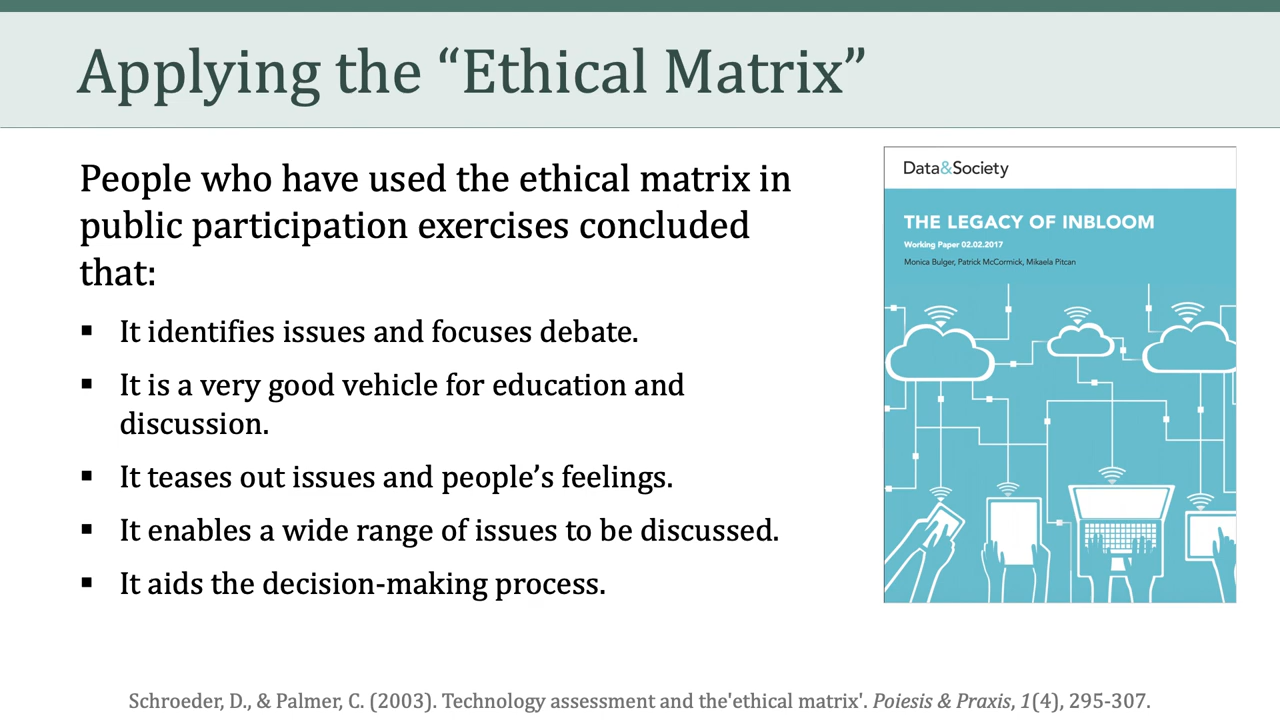 Applying the “Ethical Matrix”
People who have used the ethical matrix in
public participation exercises concluded
that:
▪ It identifies issues and focuses debate.
▪ It is a very good vehicle for education and
discussion.
▪ It teases out issues and people’s feelings.
▪ It enables a wide range of issues to be discussed.
▪ It aids the decision-making process.
Data&Society
THE LEGACY OF INBLOOM
Working Paper 02.02.2017
Monica Bulger, Patrick McCormick, Mikaela Pitcan
Schroeder, D., & Palmer, C. (2003). Technology assessment and the'ethical matrix'. Poiesis & Praxis, 1(4), 295-307.